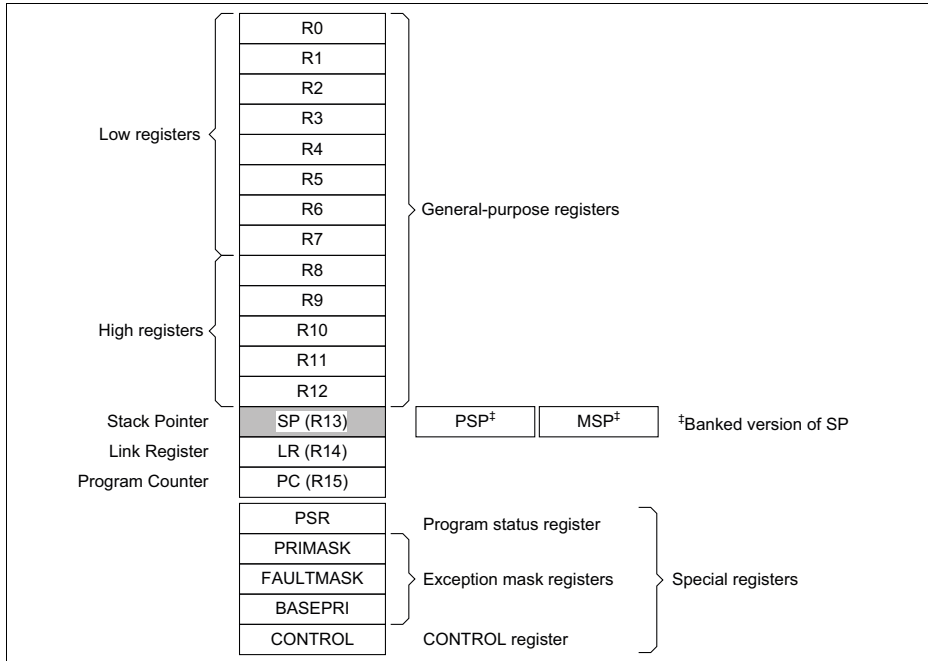 R0
R1
R2
R3
Low registers
R4
R5
R6
General-purpose registers
R7
R8
R9
High registers
R10
R11
R12
Stack Pointer SP (R13) PSP‡ MSP‡ ‡Banked version of SP
Link Register LR (R14)
Program Counter PC (R15)
PSR Program status register
PRIMASK
FAULTMASK Exception mask registers Special registers
BASEPRI
CONTROL CONTROL register